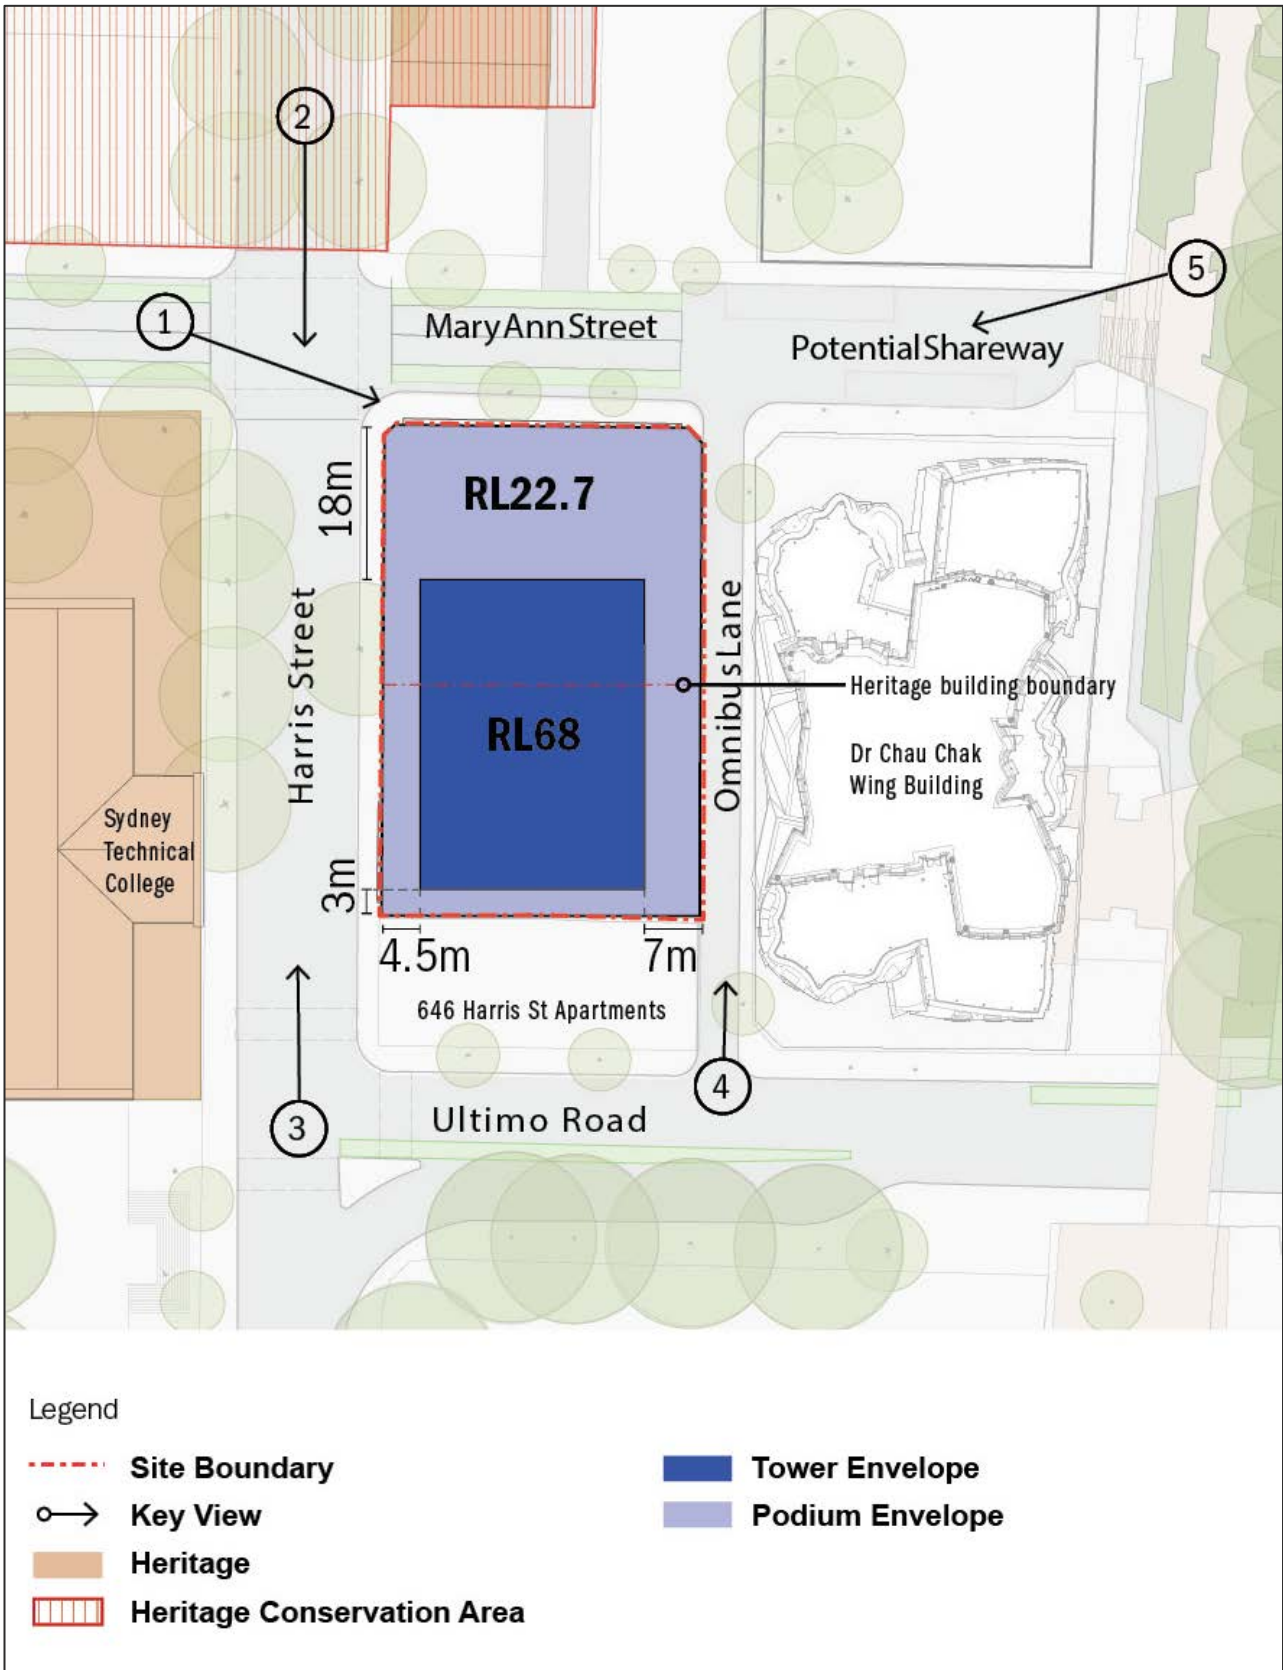 2
5
1
Mary Ann Street
Potential Shareway
18m
RL22.7
Harris Street
Omnibus Lane
Heritage building boundary
RL68
Dr Chau Chak
Wing Building
Sydney
Technical
College
3m
4.5m
7m
646 Harris St Apartments
4
3
Ultimo Road
Legend
Site Boundary
Key View
Heritage
Heritage Conservation Area
Tower Envelope
Podium Envelope